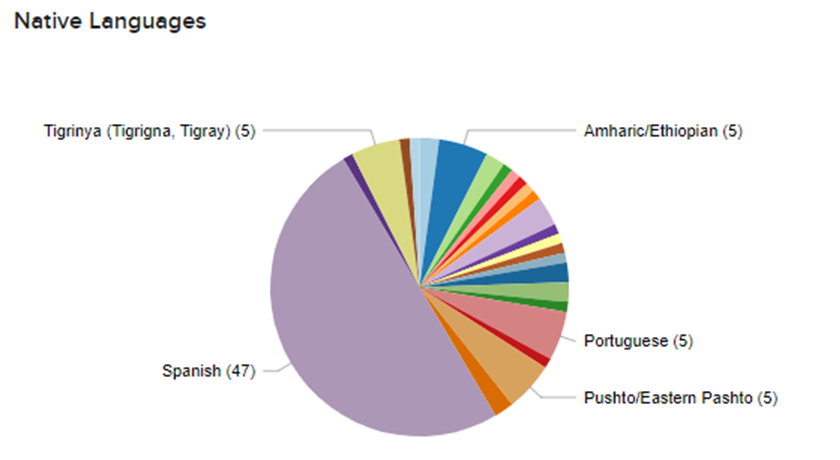 Native Languages
Tigrinya (Tigrigna, Tigray) (5)
Amharic/Ethiopian (5)
Portuguese (5)
Spanish (47)
Pushto/Eastern Pashto (5)